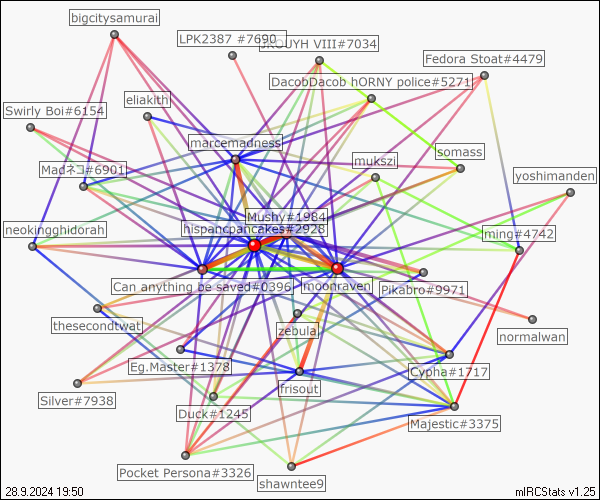 bigcitysamurai
LPK2387 #7690
JXOUYH VIII#7034
Fedora Stoat#4479
DacobDacob hORNY police#5271
eliakith
Swirly Boi#6154
marcemadness
somass
mukszi
Madネコ#6901
yoshimanden
Mushy#1984
hispancpancakes#2928
neokingghidorah
ming#4742
Can anything be saved#0396
moonraven
Pikabro#9971
thesecondtwat
zebula
normalwan
Eg.Master#1378
Cypha#1717
frisout
Silver#7938
Duck#1245
Majestic#3375
Pocket Persona#3326
shawntee9
28.9.2024 19:50
mIRCStats v1.25